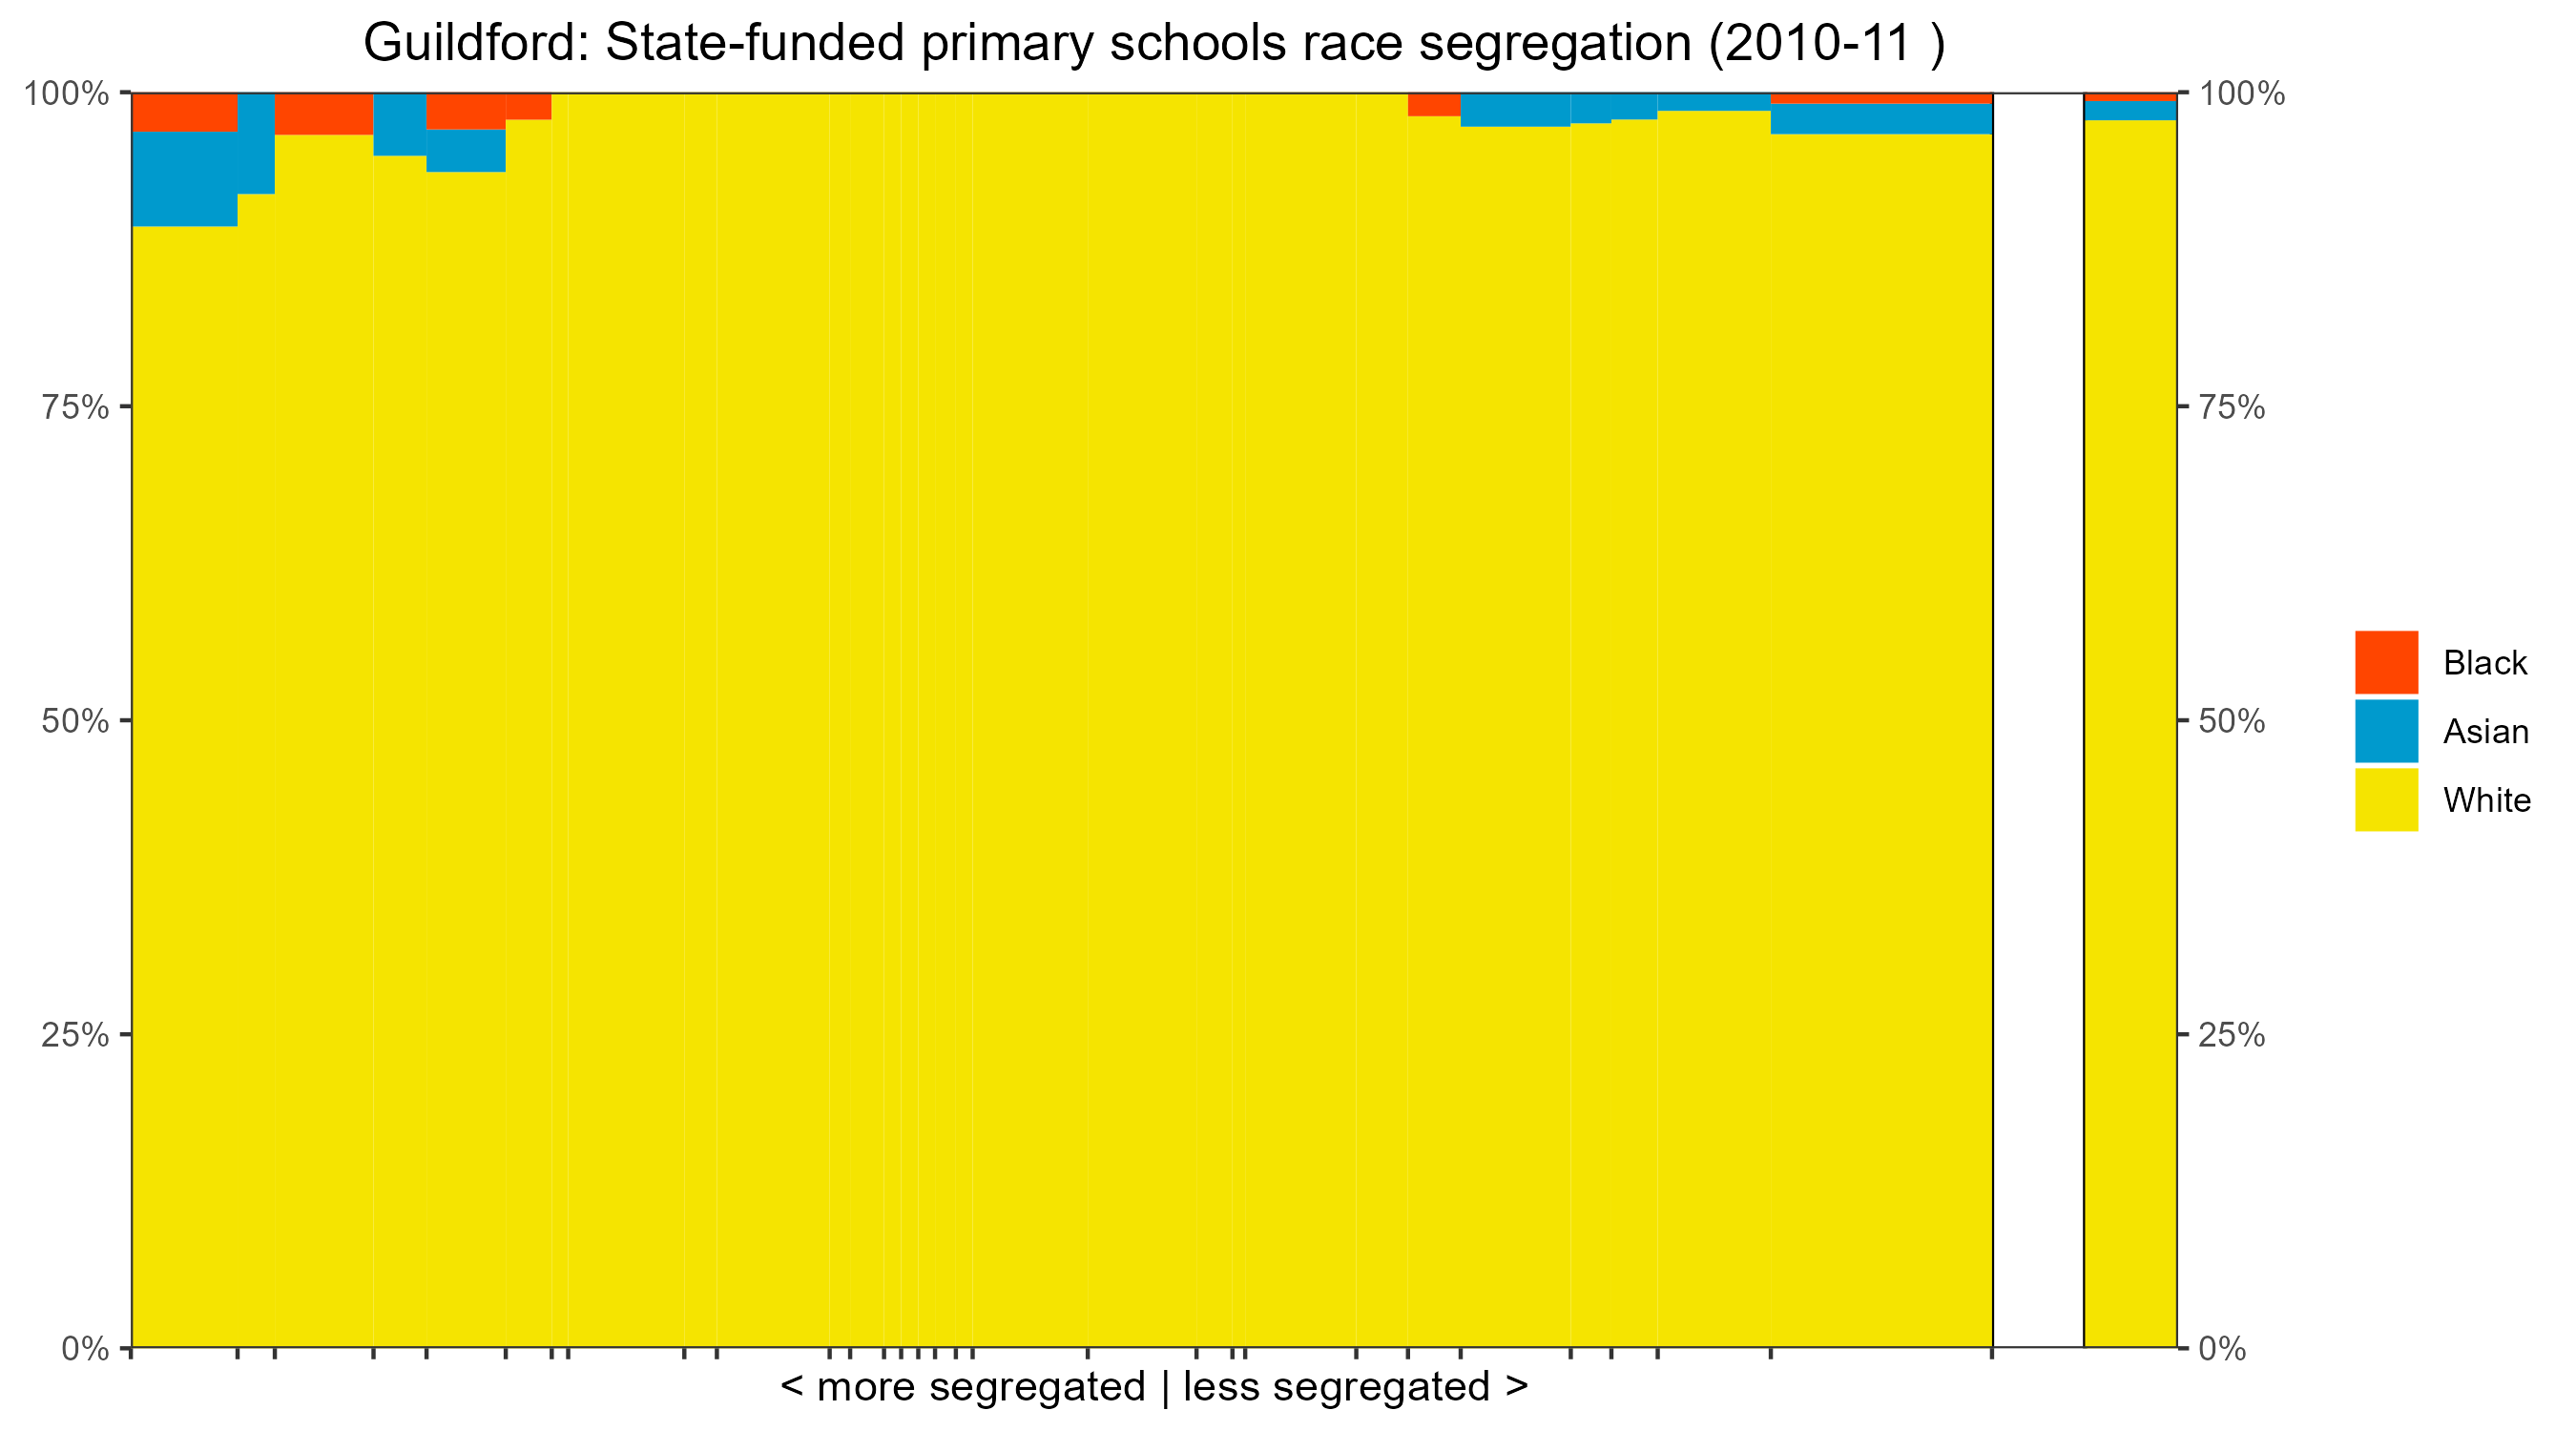 Guildford: State-funded primary schools race segregation (2010-11 )
100%
75%
50%
25%
0%
100%
75%
50%
25%
0%
Black
Asian
White
< more segregated | less segregated >